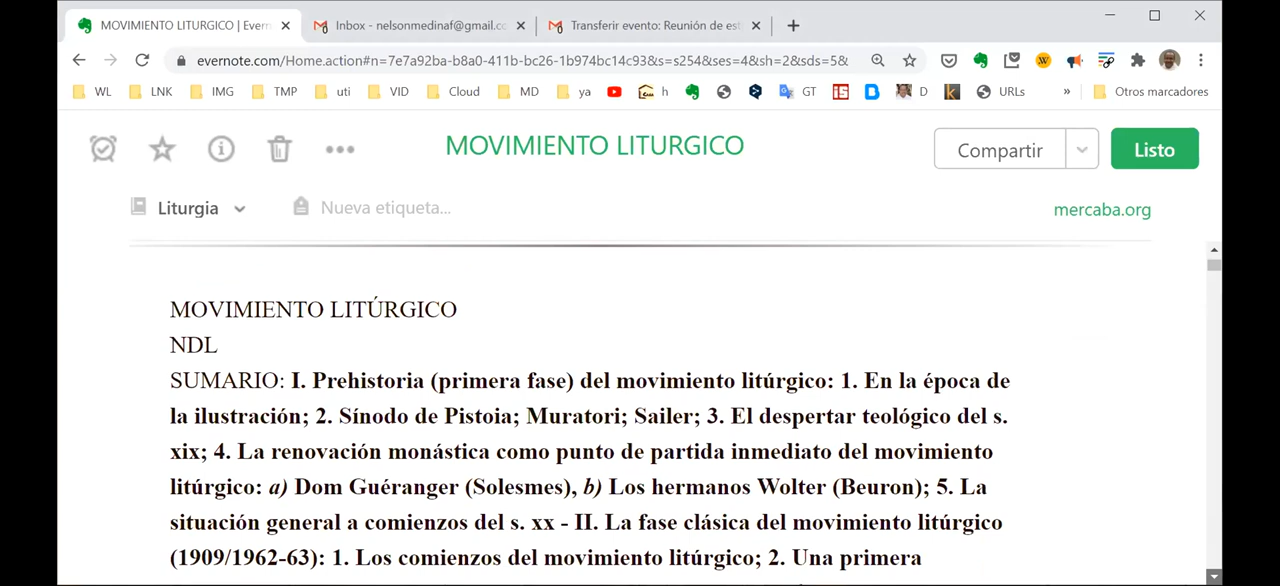 MOVIMIENTO LITURGICO | Evern
Inbox - nelsonmedinaf@gmail.co
Transferir evento: Reunión de est
evernote.com/Home.action#n=7e7a92ba-b8a0-411b-bc26-1b974bc14c93&s=s254&ses=4&sh=2&sds=5&
WL LNK IMG TMP uti VID Cloud MD ya h GT D URLs » Otros marcadores
MOVIMIENTO LITURGICO
Compartir
Listo
Liturgia
Nueva etiqueta...
mercaba.org
MOVIMIENTO LITÚRGICO
NDL
SUMARIO: I. Prehistoria (primera fase) del movimiento litúrgico: 1. En la época de
la ilustración; 2. Sínodo de Pistoia; Muratori; Sailer; 3. El despertar teológico del s.
xix; 4. La renovación monástica como punto de partida inmediato del movimiento
litúrgico: a) Dom Guéranger (Solesmes), b) Los hermanos Wolter (Beuron); 5. La
situación general a comienzos del s. xx - II. La fase clásica del movimiento litúrgico
(1909/1962-63): 1. Los comienzos del movimiento litúrgico; 2. Una primera